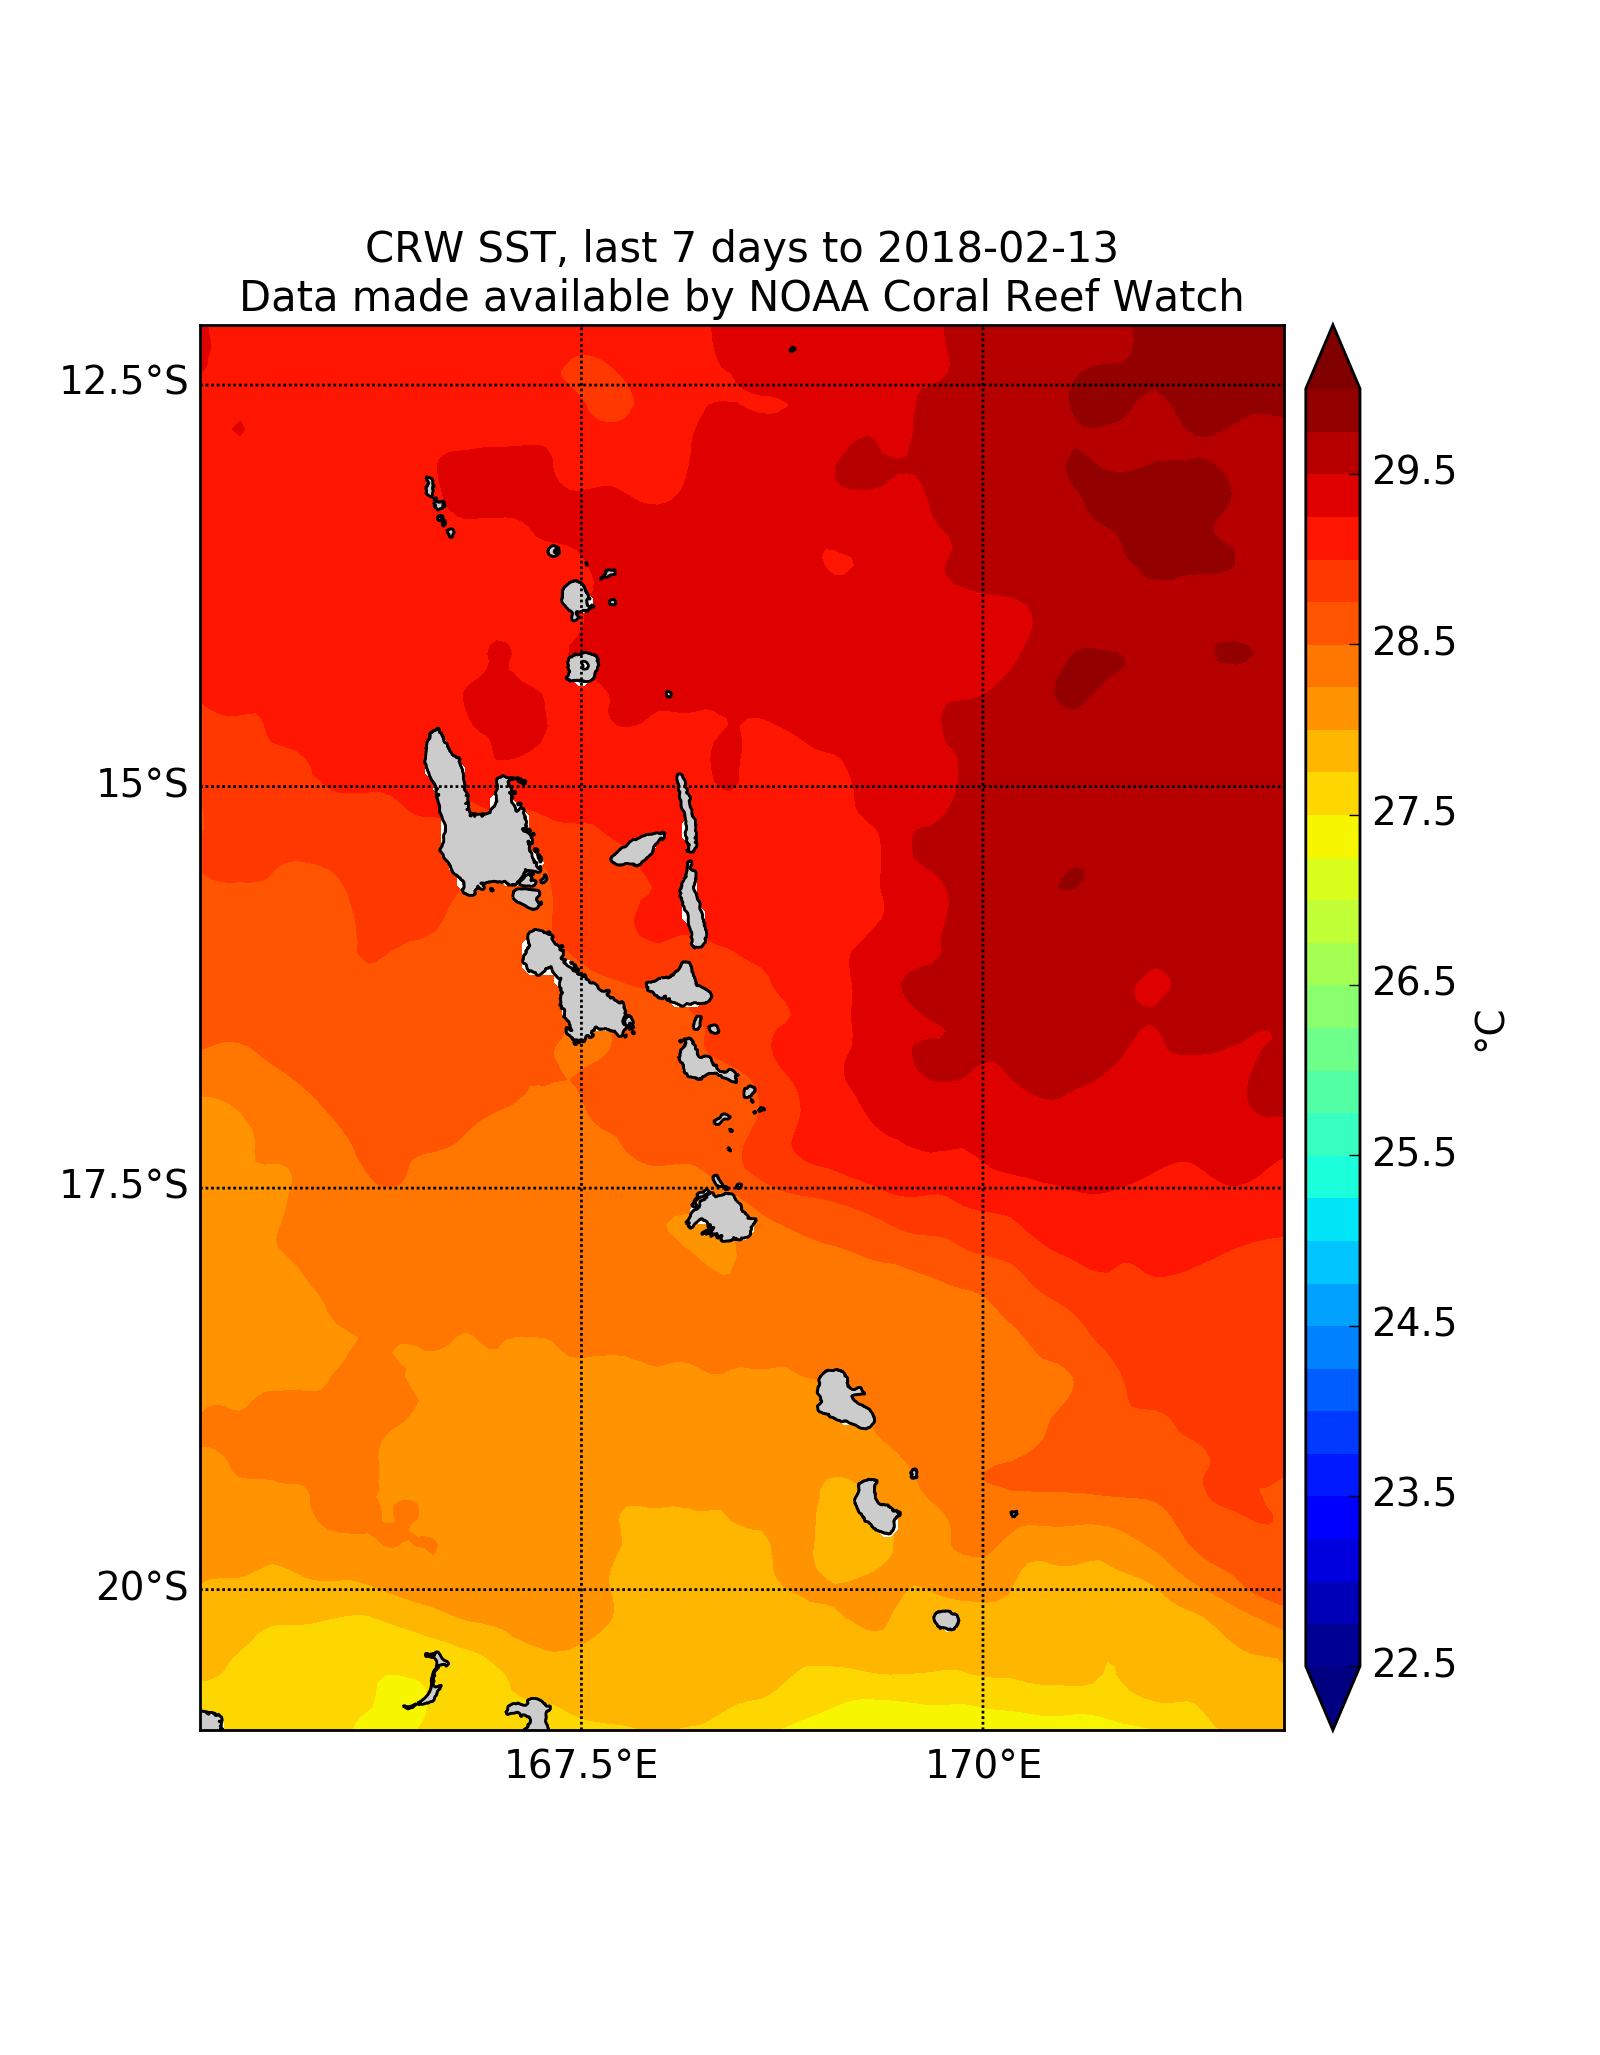 CRW SST, last 7 days to 2018-02-13
Data made available by NOAA Coral Reef Watch
12.5°S
15°S
17.5°S
20°S
167.5°E
170°E
29.5
28.5
27.5
26.5
25.5
24.5
23.5
22.5
°C